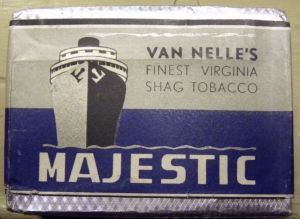 VAN NELLE'S
FINEST VIRGINIA
SHAG TOBACCO
MAJESTIC